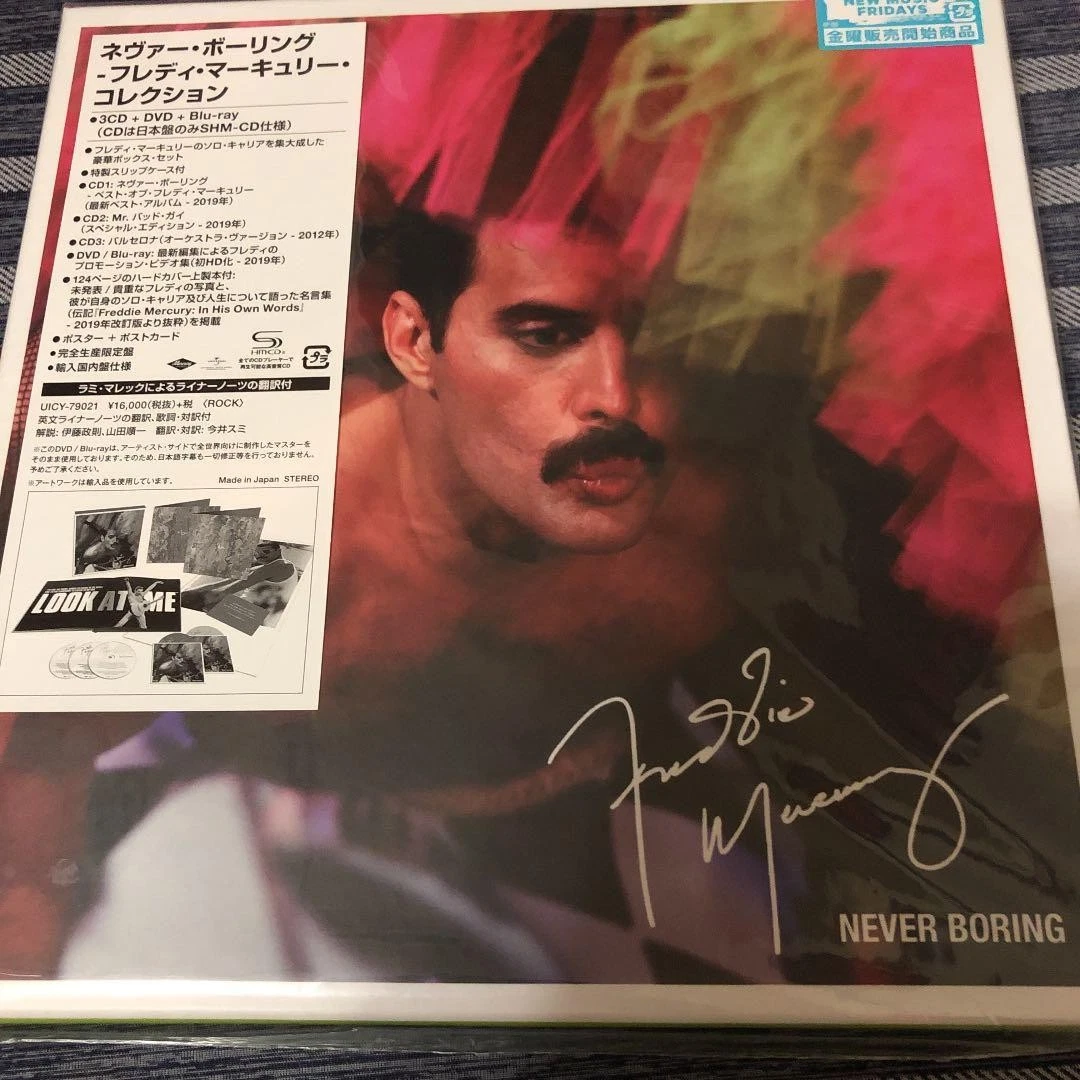 NEW MUSIC
FRIDAYS
金曜販売開始商品
プラ
ネヴァー・ボーリング
-フレディ・マーキュリー・
コレクション
●3CD + DVD + Blu-ray
(CDは日本盤のみSHM-CD仕様)
●フレディ・マーキュリーのソロ・キャリアを集大成した
豪華ボックス・セット
●特製スリップケース付
●CD1: ネヴァー・ボーリング
- ベスト・オブ・フレディ・マーキュリー
(最新ベスト・アルバム - 2019年)
●CD2: Mr. バッド・ガイ
(スペシャル・エディション - 2019年)
●CD3: バルセロナ(オーケストラ・ヴァージョン - 2012年)
●DVD / Blu-ray: 最新編集によるフレディの
プロモーション・ビデオ集(初HD化 - 2019年)
●124ページのハードカバー上製本付:
未発表 / 貴重なフレディの写真と、
彼が自身のソロ・キャリア及び人生について語った名言集
(伝記『Freddie Mercury: In His Own Words』
- 2019年改訂版より抜粋)を掲載
●ポスター + ポストカード
●完全生産限定盤
●輸入国内盤仕様
SHM CD
全てのCDプレーヤーで
再生可能な高音質CD
プラ
ラミ・マレックによるライナーノーツの翻訳付
UICY-79021 ¥16,000(税抜)+税 〈ROCK〉
英文ライナーノーツの翻訳、歌詞・対訳付
解説: 伊藤政則、山田順一 翻訳・対訳: 今井スミ
※このDVD / Blu-rayは、アーティスト・サイドで全世界向けに制作したマスターを
そのまま使用しております。そのため、日本語字幕も一切修正等を行っておりません。
予めご了承ください。
※アートワークは輸入品を使用しています。 Made in Japan STEREO
LOOK AT ME
Freddie
Mercury
NEVER BORING